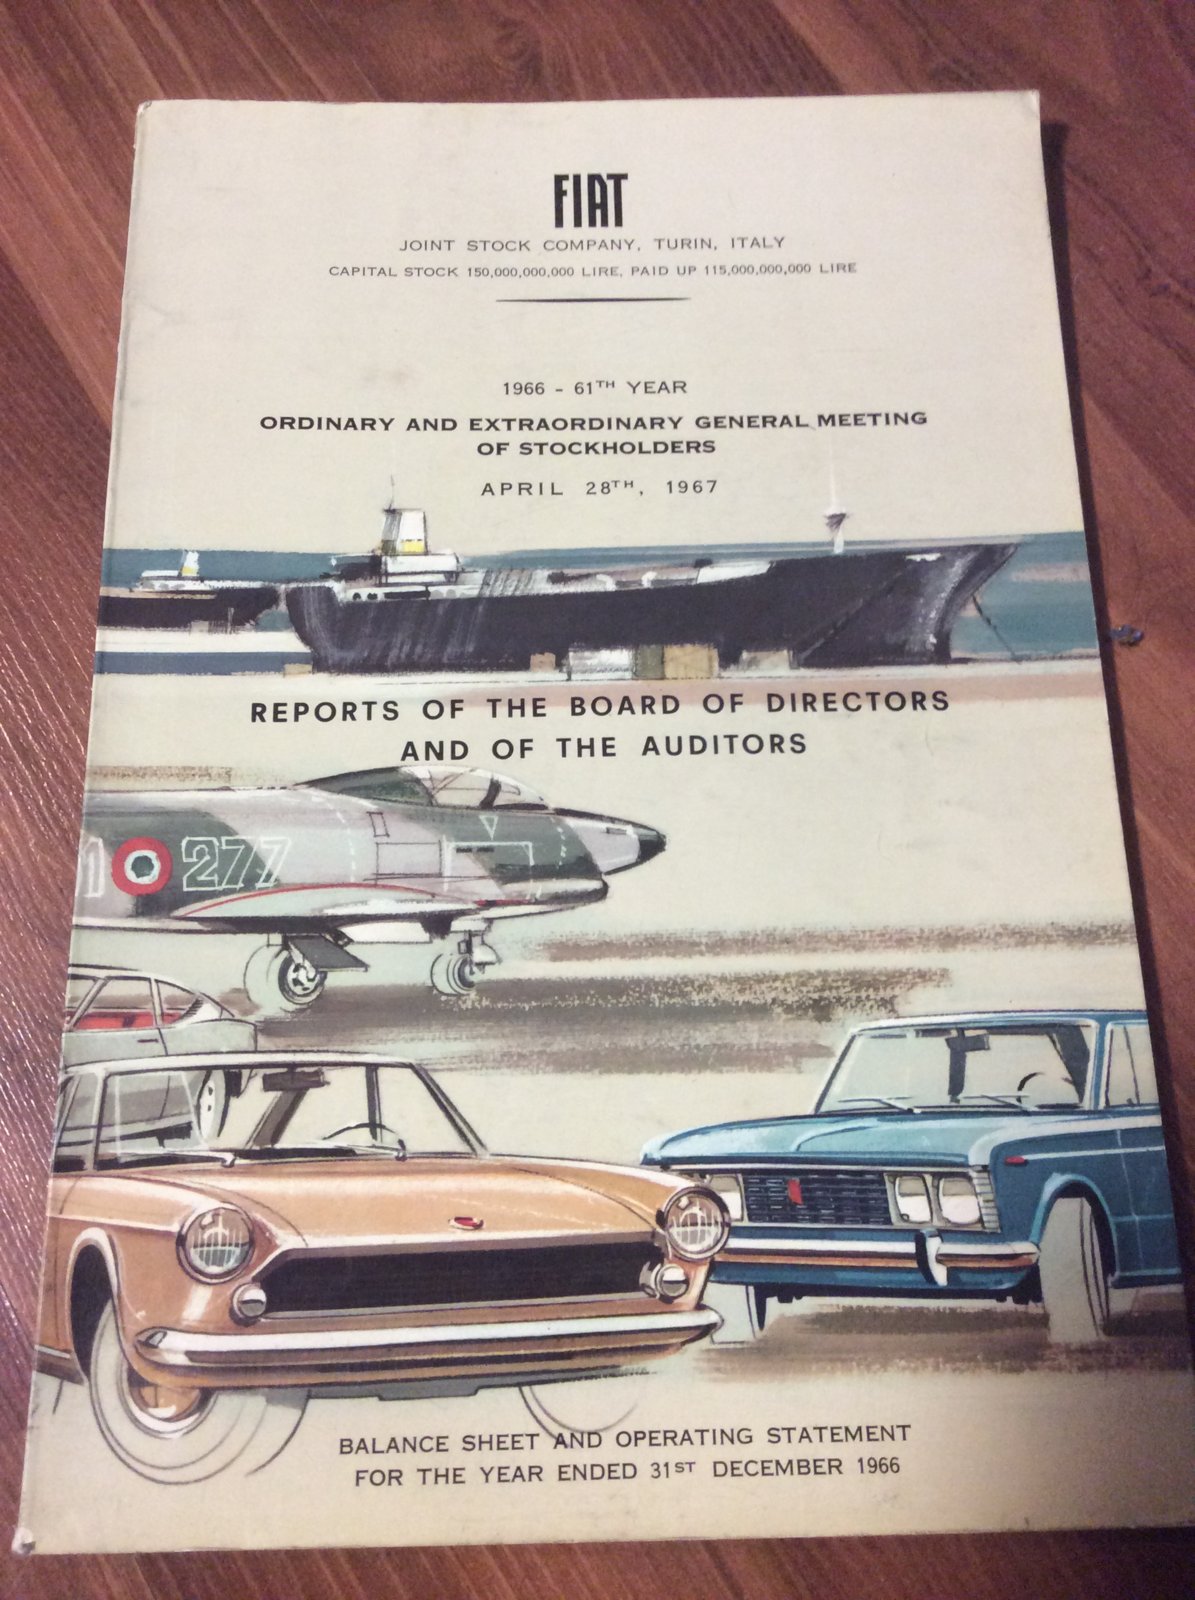 FIAT
JOINT STOCK COMPANY, TURIN, ITALY
CAPITAL STOCK 150,000,000,000 LIRE, PAID UP 115,000,000,000 LIRE
1966 - 61TH YEAR
ORDINARY AND EXTRAORDINARY GENERAL MEETING
OF STOCKHOLDERS
APRIL 28TH, 1967
REPORTS OF THE BOARD OF DIRECTORS
AND OF THE AUDITORS
1 277
BALANCE SHEET AND OPERATING STATEMENT
FOR THE YEAR ENDED 31ST DECEMBER 1966